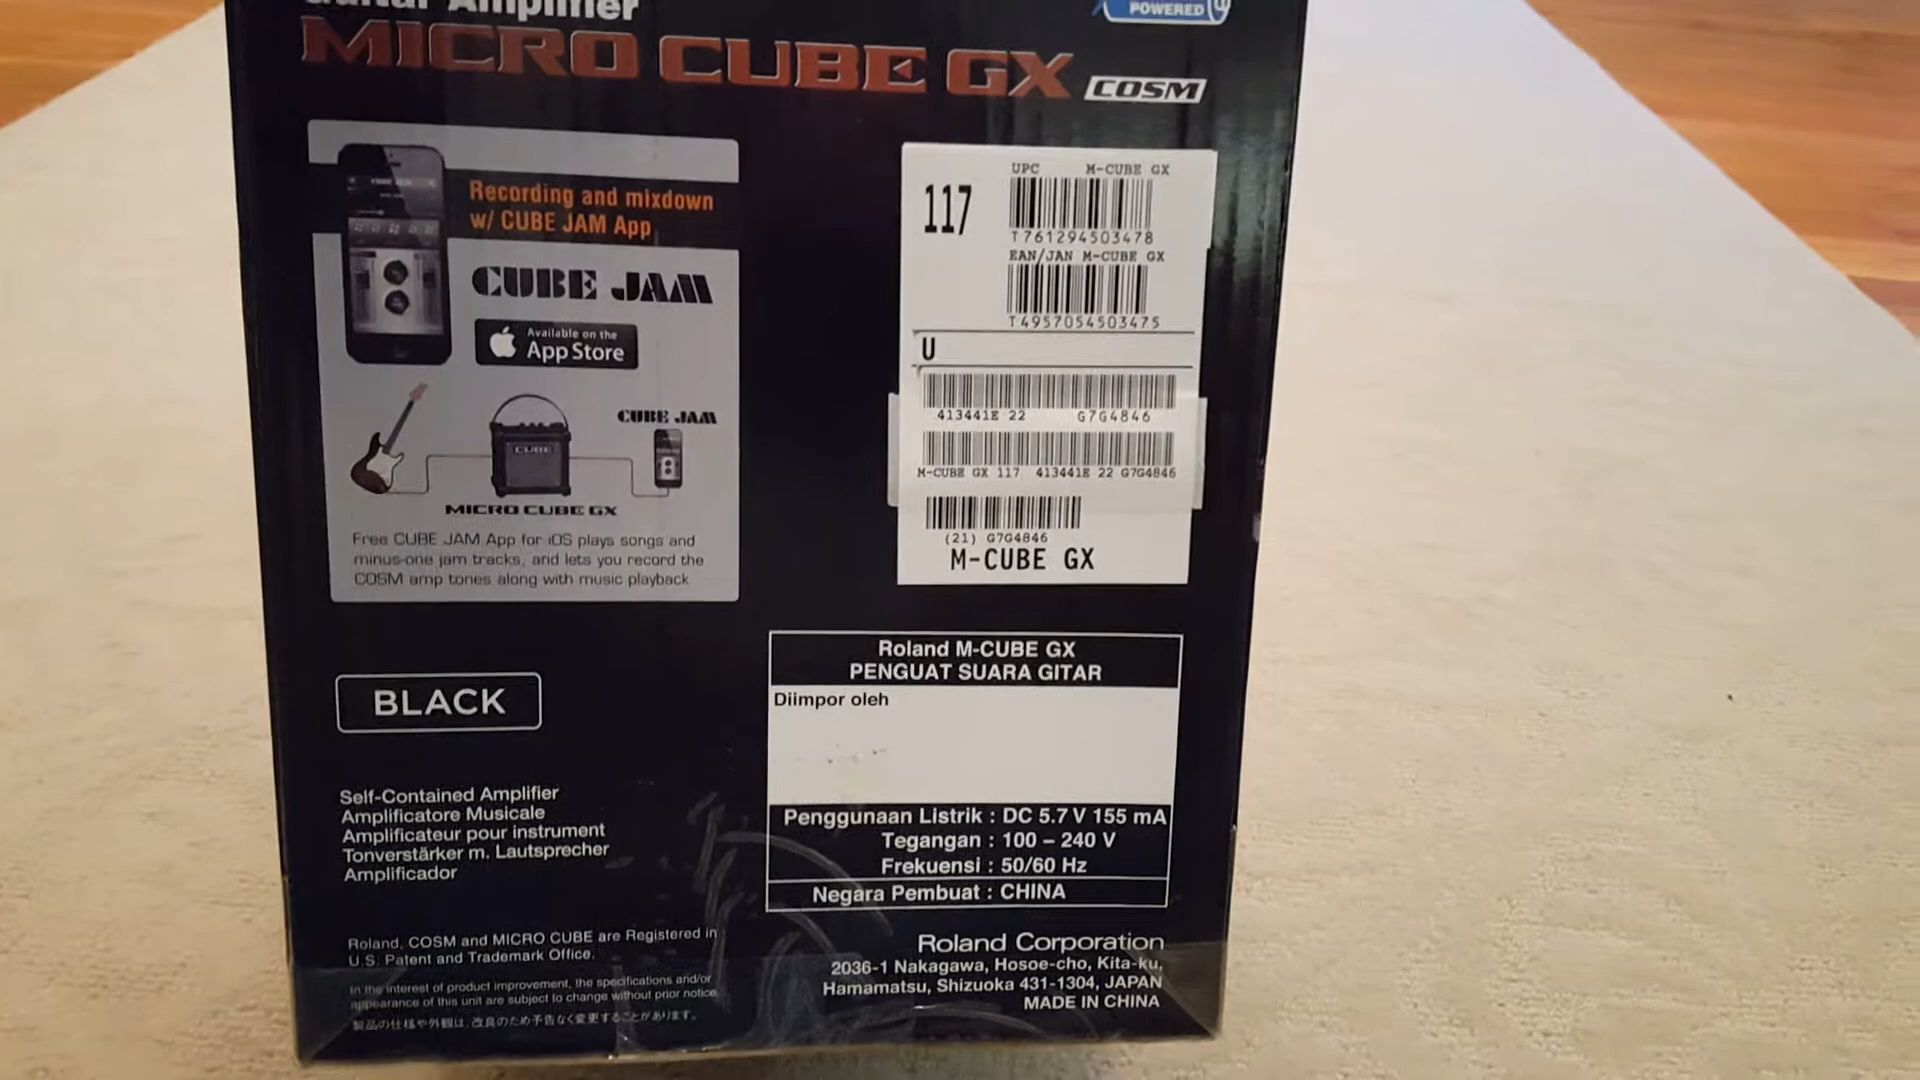 Guitar Amplifier
POWERED
MICRO CUBE GX
COSM
Recording and mixdown
w/ CUBE JAM App
CUBE JAM
Available on the
App Store
CUBE JAM
CUBE
MICRO CUBE GX
Free CUBE JAM App for iOS plays songs and
minus-one jam tracks, and lets you record the
COSM amp tones along with music playback
117
UPC M-CUBE GX
T761294503478
EAN/JAN M-CUBE GX
T4957054503475
U
413441E 22 G7G4846
M-CUBE GX 117 413441E 22 G7G4846
(21) G7G4846
M-CUBE GX
BLACK
Roland M-CUBE GX
PENGUAT SUARA GITAR
Diimpor oleh
Penggunaan Listrik : DC 5.7 V 155 mA
Tegangan : 100 – 240 V
Frekuensi : 50/60 Hz
Negara Pembuat : CHINA
Self-Contained Amplifier
Amplificatore Musicale
Amplificateur pour instrument
Tonverstärker m. Lautsprecher
Amplificador
Roland, COSM and MICRO CUBE are Registered in
U.S. Patent and Trademark Office.
In the interest of product improvement, the specifications and/or
appearance of this unit are subject to change without prior notice.
製品の仕様や外観は、改良のため予告なく変更することがあります。
Roland Corporation
2036-1 Nakagawa, Hosoe-cho, Kita-ku,
Hamamatsu, Shizuoka 431-1304, JAPAN
MADE IN CHINA